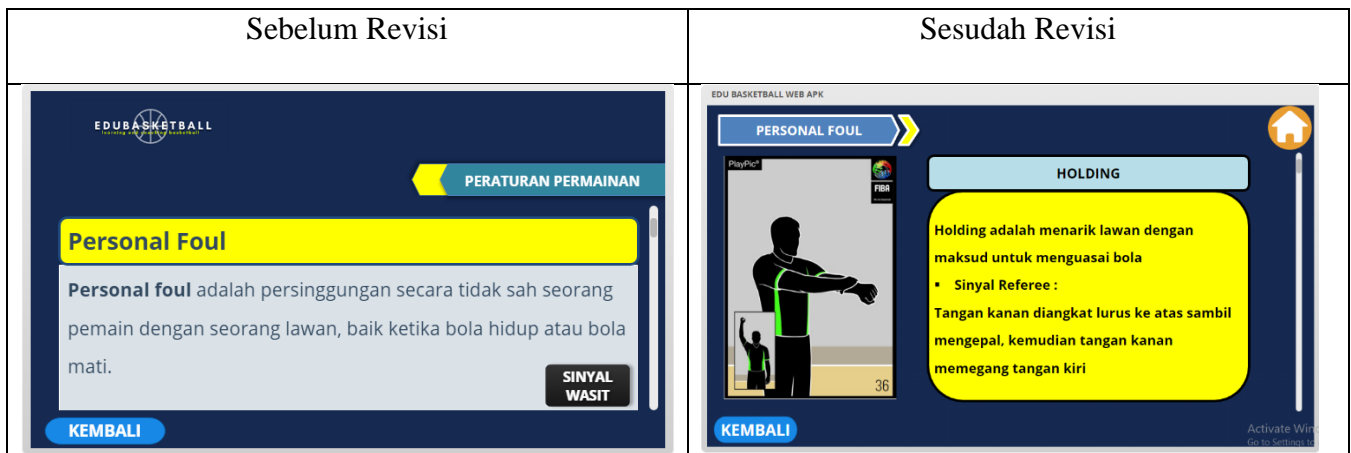 Sebelum Revisi
Sesudah Revisi
EDUBASKETBALL
PERATURAN PERMAINAN
Personal Foul
Personal foul adalah persinggungan secara tidak sah seorang
pemain dengan seorang lawan, baik ketika bola hidup atau bola
mati.
SINYAL
WASIT
KEMBALI
EDU BASKETBALL WEB APK
PERSONAL FOUL
PlayPic®
FIBA
36
HOLDING
Holding adalah menarik lawan dengan
maksud untuk menguasai bola
▪ Sinyal Referee :
Tangan kanan diangkat lurus ke atas sambil
mengepal, kemudian tangan kanan
memegang tangan kiri
KEMBALI
Activate Win
Go to Settings to